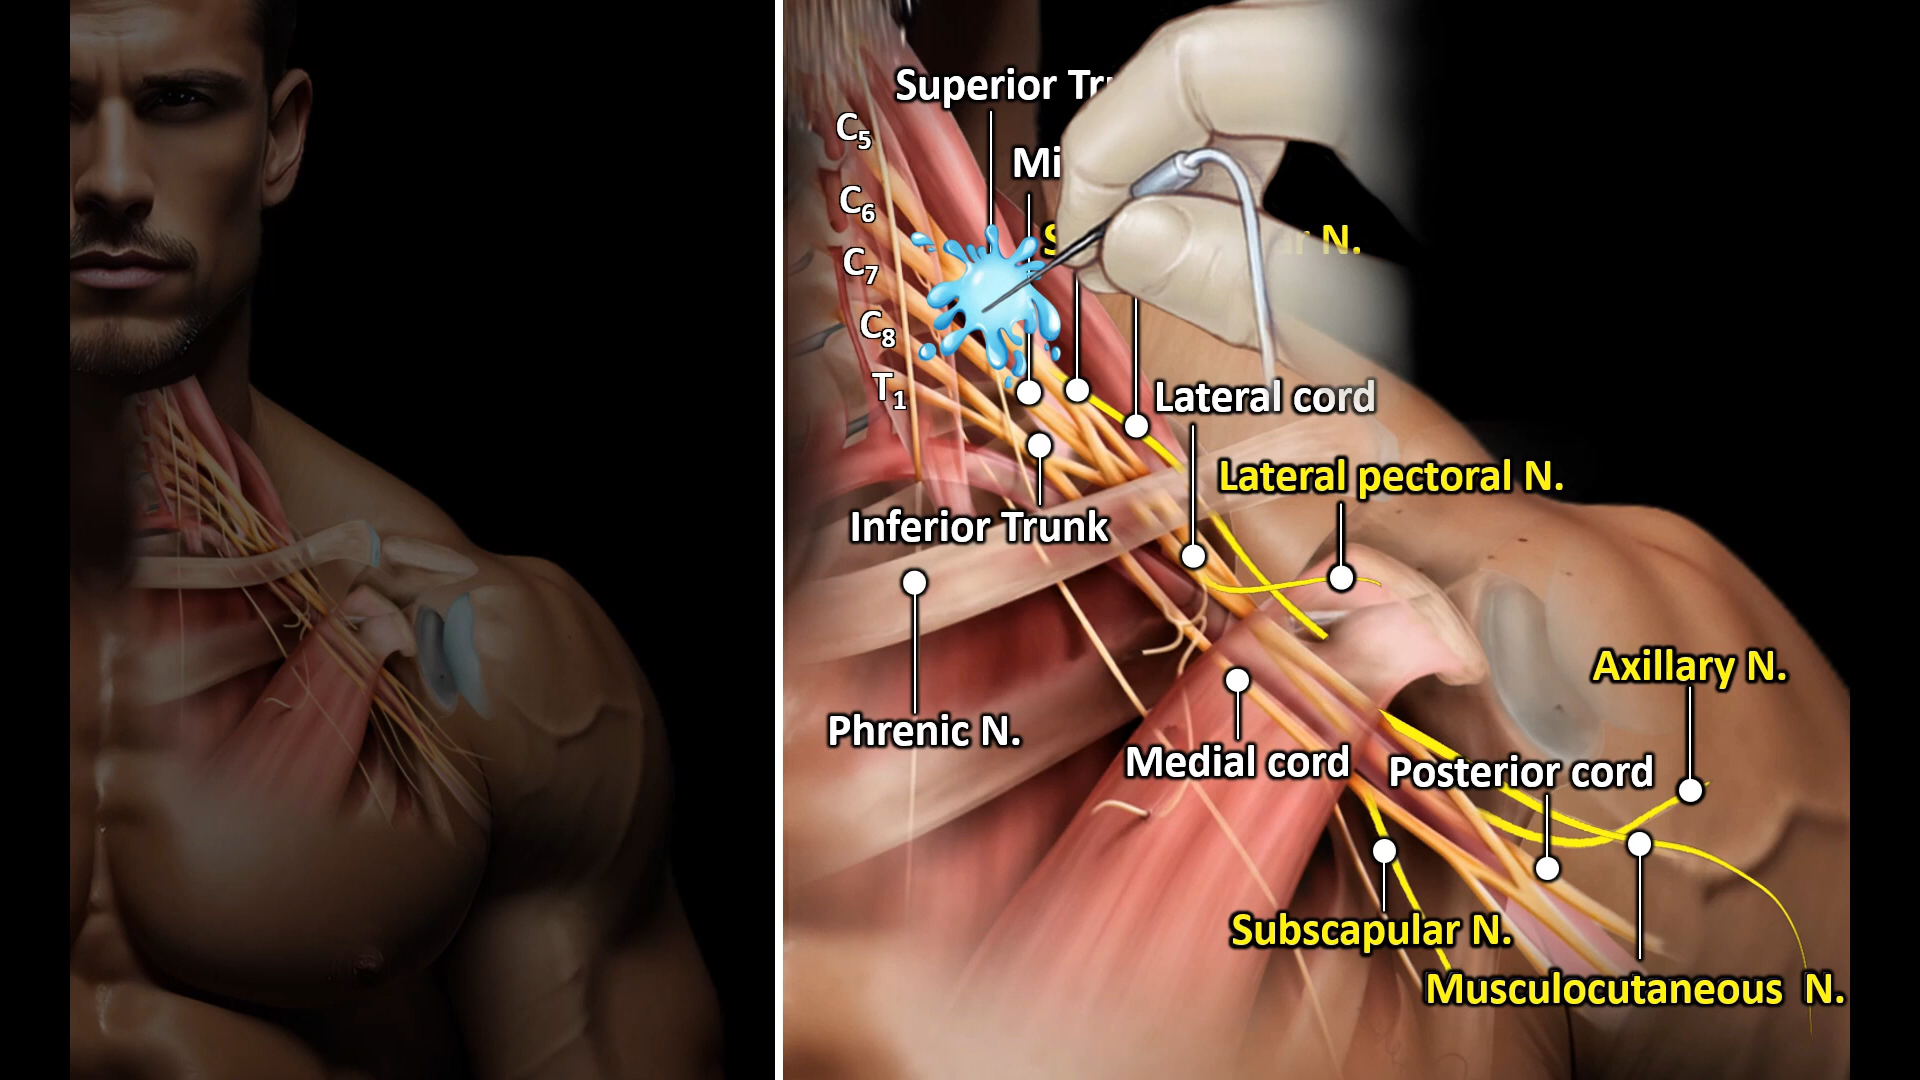 Superior
C5
Mi
C6
N.
C7
C8
T1
Lateral cord
Lateral pectoral N.
Inferior Trunk
Axillary N.
Phrenic N.
Medial cord
Posterior cord
Subscapular N.
Musculocutaneous N.